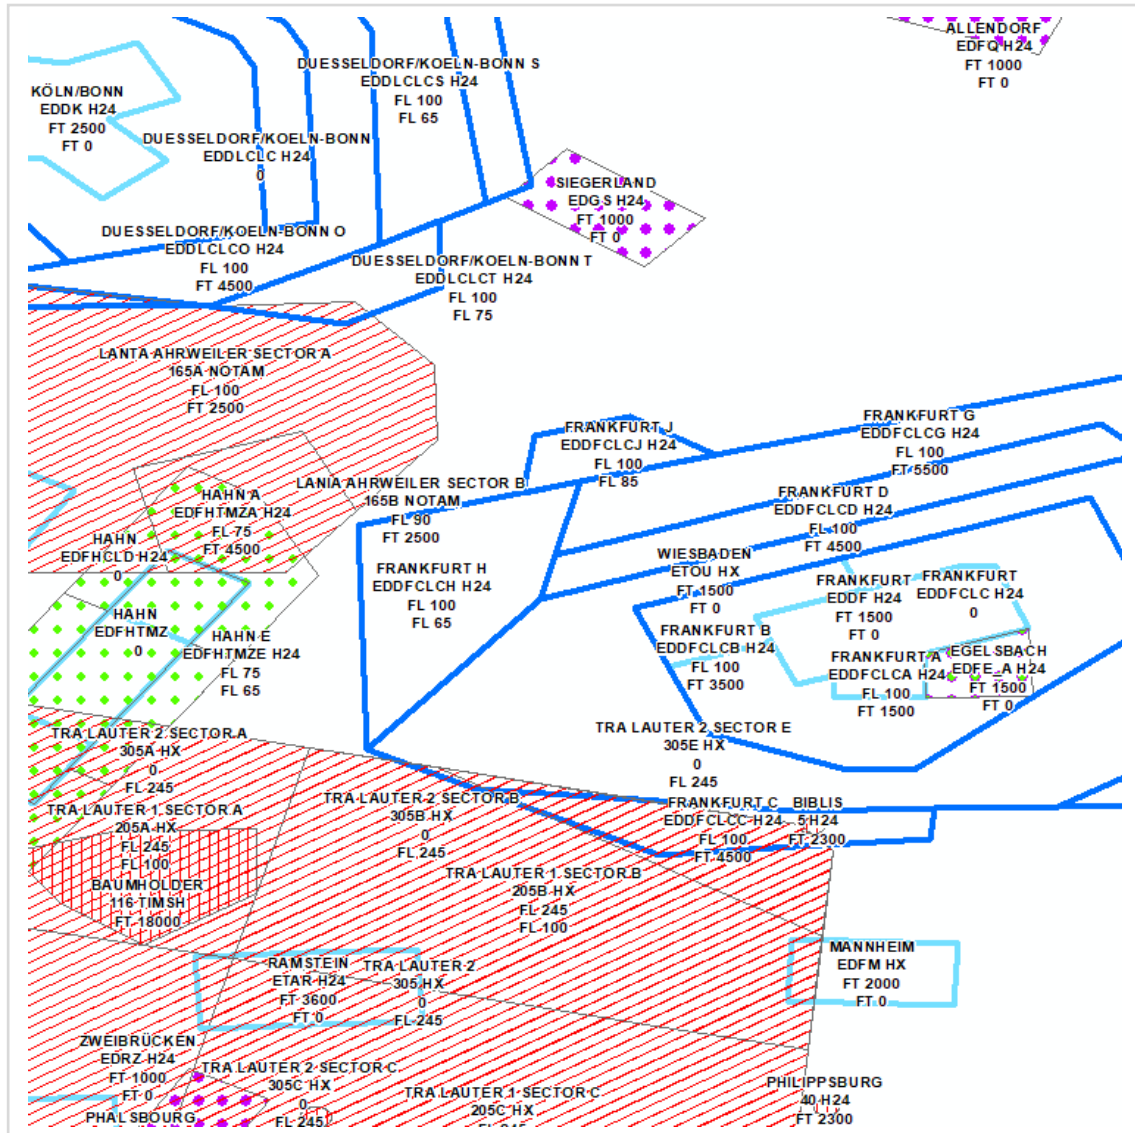 ALLENDORF
EDFQ H24
FT 1000
FT 0
KÖLN/BONN
EDDK H24
FT 2500
FT 0
DUESSELDORF/KOELN-BONN S
EDDLCLCS H24
FL 100
FL 65
DUESSELDORF/KOELN-BONN
EDDLCLC H24
0
SIEGERLAND
EDGS H24
FT 1000
FT 0
DUESSELDORF/KOELN-BONN O
EDDLCLCO H24
FL 100
FT 4500
DUESSELDORF/KOELN-BONN T
EDDLCLCT H24
FL 100
FL 75
LANTA AHRWEILER SECTOR A
165A NOTAM
FL 100
FT 2500
FRANKFURT J
EDDFCLCJ H24
FL 100
FL 85
FRANKFURT G
EDDFCLCG H24
FL 100
FT 5500
LANTA AHRWEILER SECTOR B
165B NOTAM
FL 90
FT 2500
HAHN A
EDFHTMZA H24
FL 75
FT 4500
FRANKFURT D
EDDFCLCD H24
FL 100
FT 4500
HAHN
EDFHCLD H24
0
FRANKFURT H
EDDFCLCH H24
FL 100
FL 65
WIESBADEN
ETOU HX
FT 1500
FT 0
FRANKFURT
EDDF H24
FT 1500
FT 0
FRANKFURT
EDDFCLC H24
0
HAHN
EDFHTMZ
0
HAHN E
EDFHTMZE H24
FL 75
FL 65
FRANKFURT B
EDDFCLCB H24
FL 100
FT 3500
FRANKFURT A
EDDFCLCA H24
FL 100
FT 1500
EGELSBACH
EDFE_A H24
FT 1500
FT 0
TRA LAUTER 2 SECTOR A
305A HX
0
FL 245
TRA LAUTER 2 SECTOR E
305E HX
0
FL 245
TRA LAUTER 1 SECTOR A
205A HX
FL 245
FL 100
TRA LAUTER 2 SECTOR B
305B HX
0
FL 245
FRANKFURT C
EDDFCLCC H24
FL 100
FT 4500
BIBLIS
5 H24
FT 2300
BAUMHOLDER
116 TIMSH
FT 18000
TRA LAUTER 1 SECTOR B
205B HX
FL 245
FL 100
RAMSTEIN
ETAR H24
FT 3600
FT 0
TRA LAUTER 2
305 HX
0
FL 245
MANNHEIM
EDFM HX
FT 2000
FT 0
ZWEIBRÜCKEN
EDRZ H24
FT 1000
FT 0
TRA LAUTER 2 SECTOR C
305C HX
0
FL 245
TRA LAUTER 1 SECTOR C
205C HX
FL 245
PHILIPPSBURG
40 H24
FT 2300
PHALSBOURG